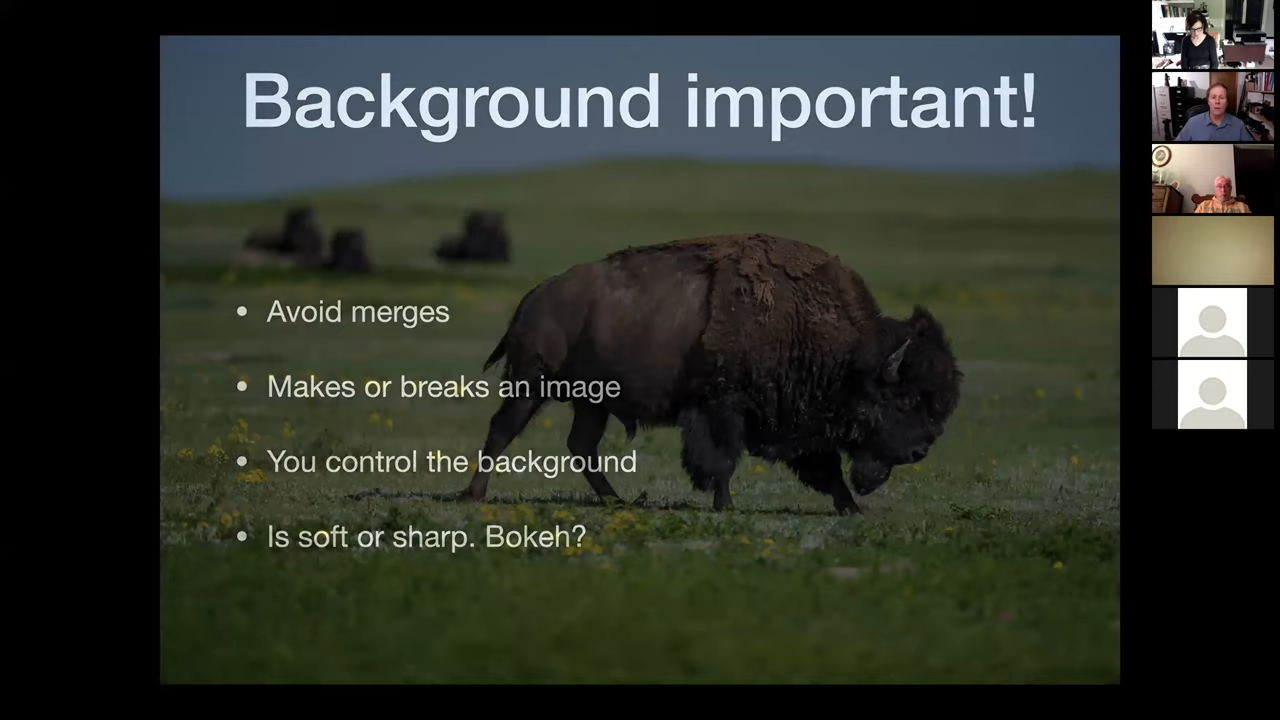 Background important!
• Avoid merges
• Makes or breaks an image
• You control the background
• Is soft or sharp. Bokeh?